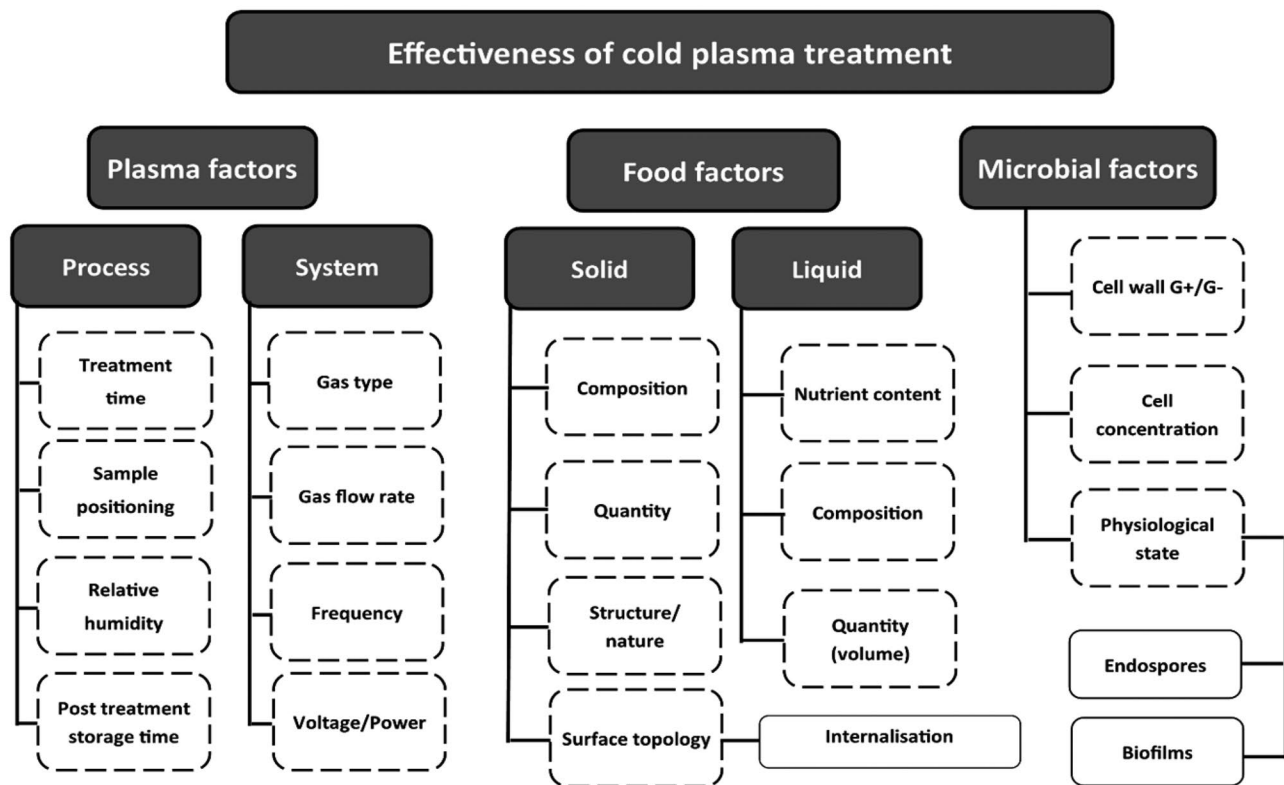 Effectiveness of cold plasma treatment
Plasma factors
Process
Treatment
time
Sample
positioning
Relative
humidity
Post treatment
storage time
System
Gas type
Gas flow rate
Frequency
Voltage/Power
Food factors
Solid
Composition
Quantity
Structure/
nature
Surface topology
Internalisation
Liquid
Nutrient content
Composition
Quantity
(volume)
Microbial factors
Cell wall G+/G-
Cell
concentration
Physiological
state
Endospores
Biofilms